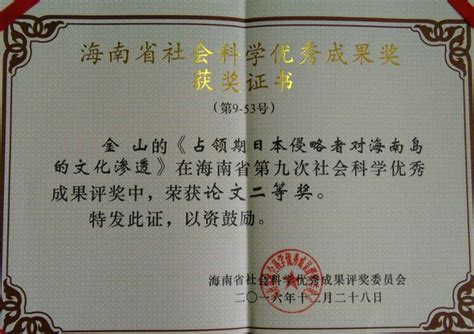 海南省社会科学优秀成果奖
获奖证书
(第9-53号)
金山的《占领期日本侵略者对海南岛
的文化渗透》在海南省第九次社会科学优秀
成果评奖中，荣获论文二等奖。
特发此证，以资鼓励。
海南省社会科学优秀成果评奖委员会
二〇一六年十二月二十八日